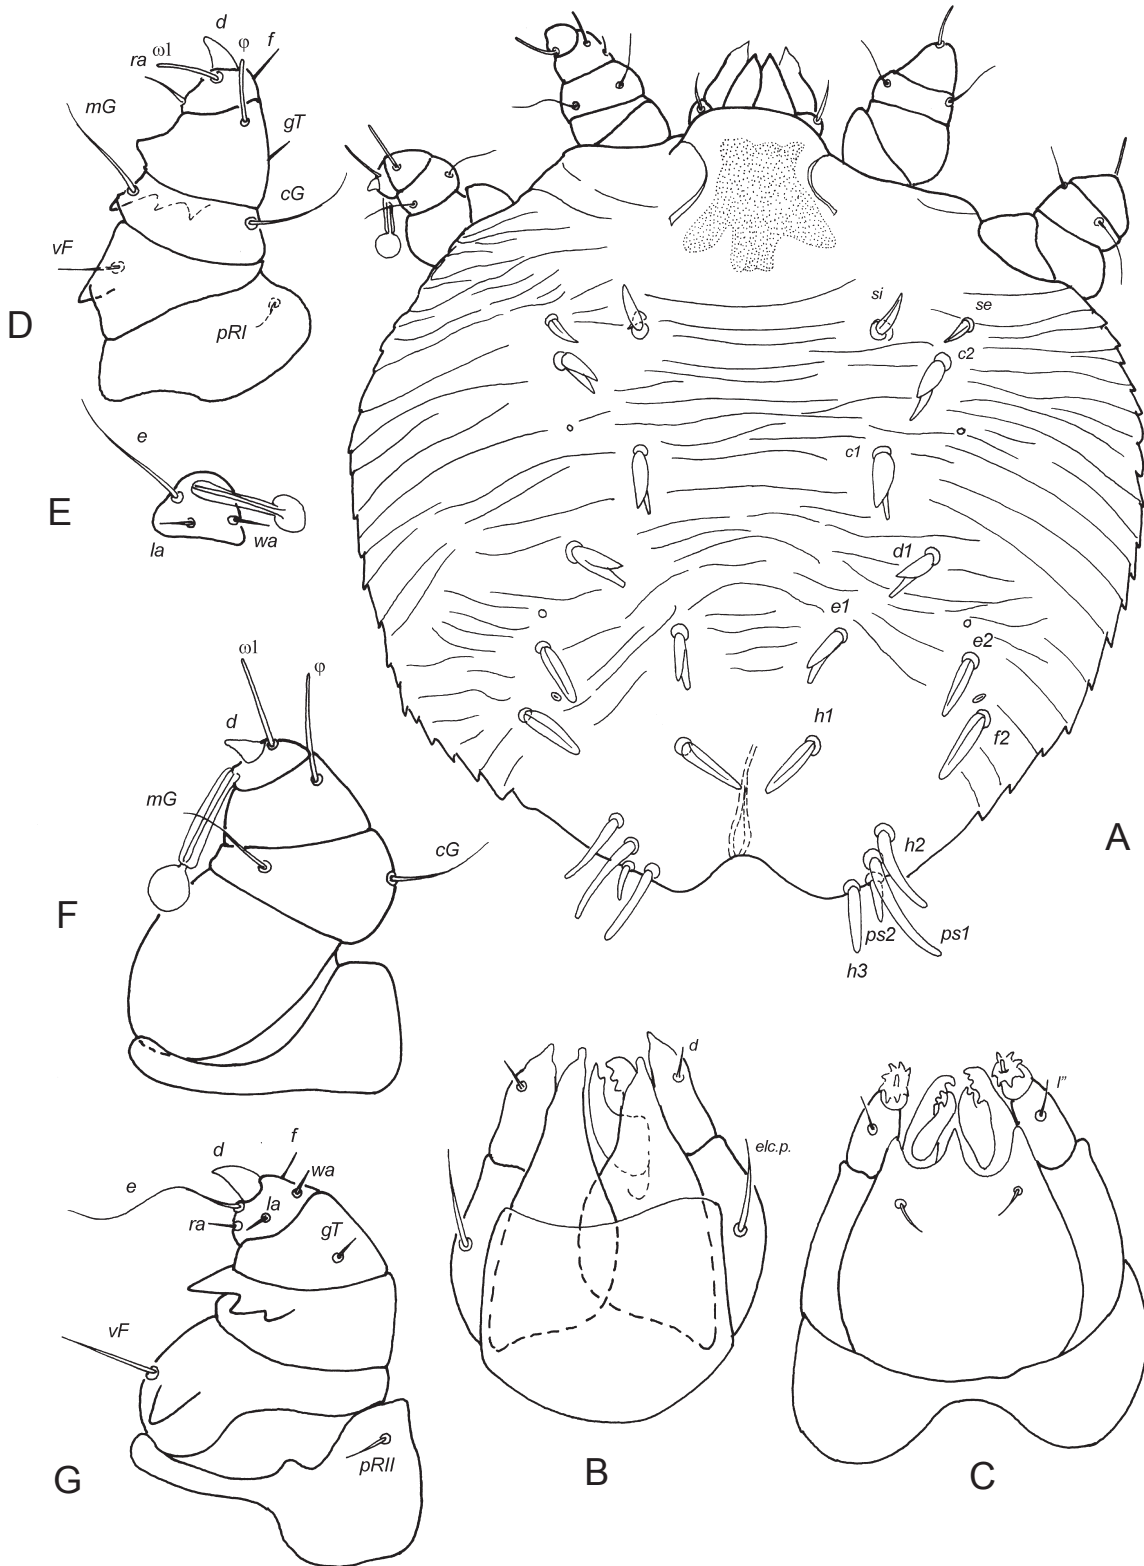 d
ra ω1 φ f
mG
gT
cG
vF
pRI
D
e
la
wa
E
si
se
c2
c1
d1
e1
e2
h1
f2
h2
ps2
ps1
h3
A
ω1
φ
d
mG
cG
F
d
f
wa
e
la
ra
gT
vF
pRII
G
d
elc.p.
B
l”
C